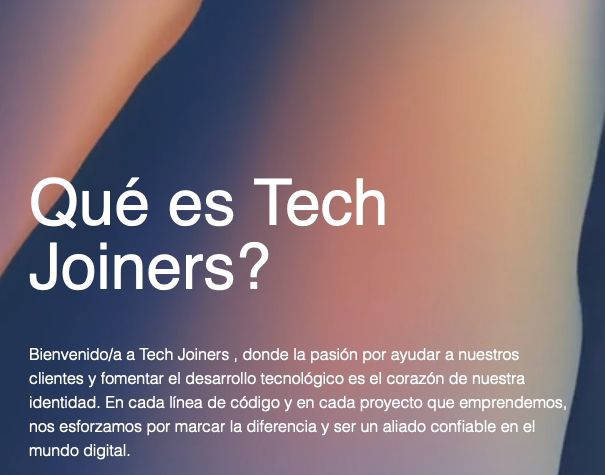 Qué es Tech
Joiners?
Bienvenido/a a Tech Joiners , donde la pasión por ayudar a nuestros
clientes y fomentar el desarrollo tecnológico es el corazón de nuestra
identidad. En cada línea de código y en cada proyecto que emprendemos,
nos esforzamos por marcar la diferencia y ser un aliado confiable en el
mundo digital.